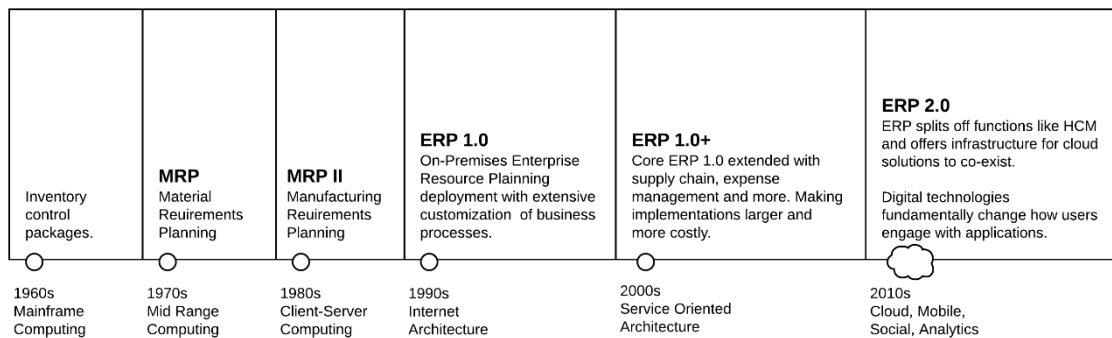 Inventory
control
packages.
1960s
Mainframe
Computing
MRP
Material
Reuirements
Planning
1970s
Mid Range
Computing
MRP II
Manufacturing
Reuirements
Planning
1980s
Client-Server
Computing
ERP 1.0
On-Premises Enterprise
Resource Plainning
deployment with extensive
customization of business
processes.
1990s
Internet
Architecture
ERP 1.0+
Core ERP 1.0 extended with
supply chain, expense
management and more. Making
implementations larger and
more costly.
2000s
Service Oriented
Architecture
ERP 2.0
ERP splits off functions like HCM
and offers infrastructure for cloud
solutions to co-exist.
Digital technologies
fundamentally change how users
engage with applications.
2010s
Cloud, Mobile,
Social, Analytics